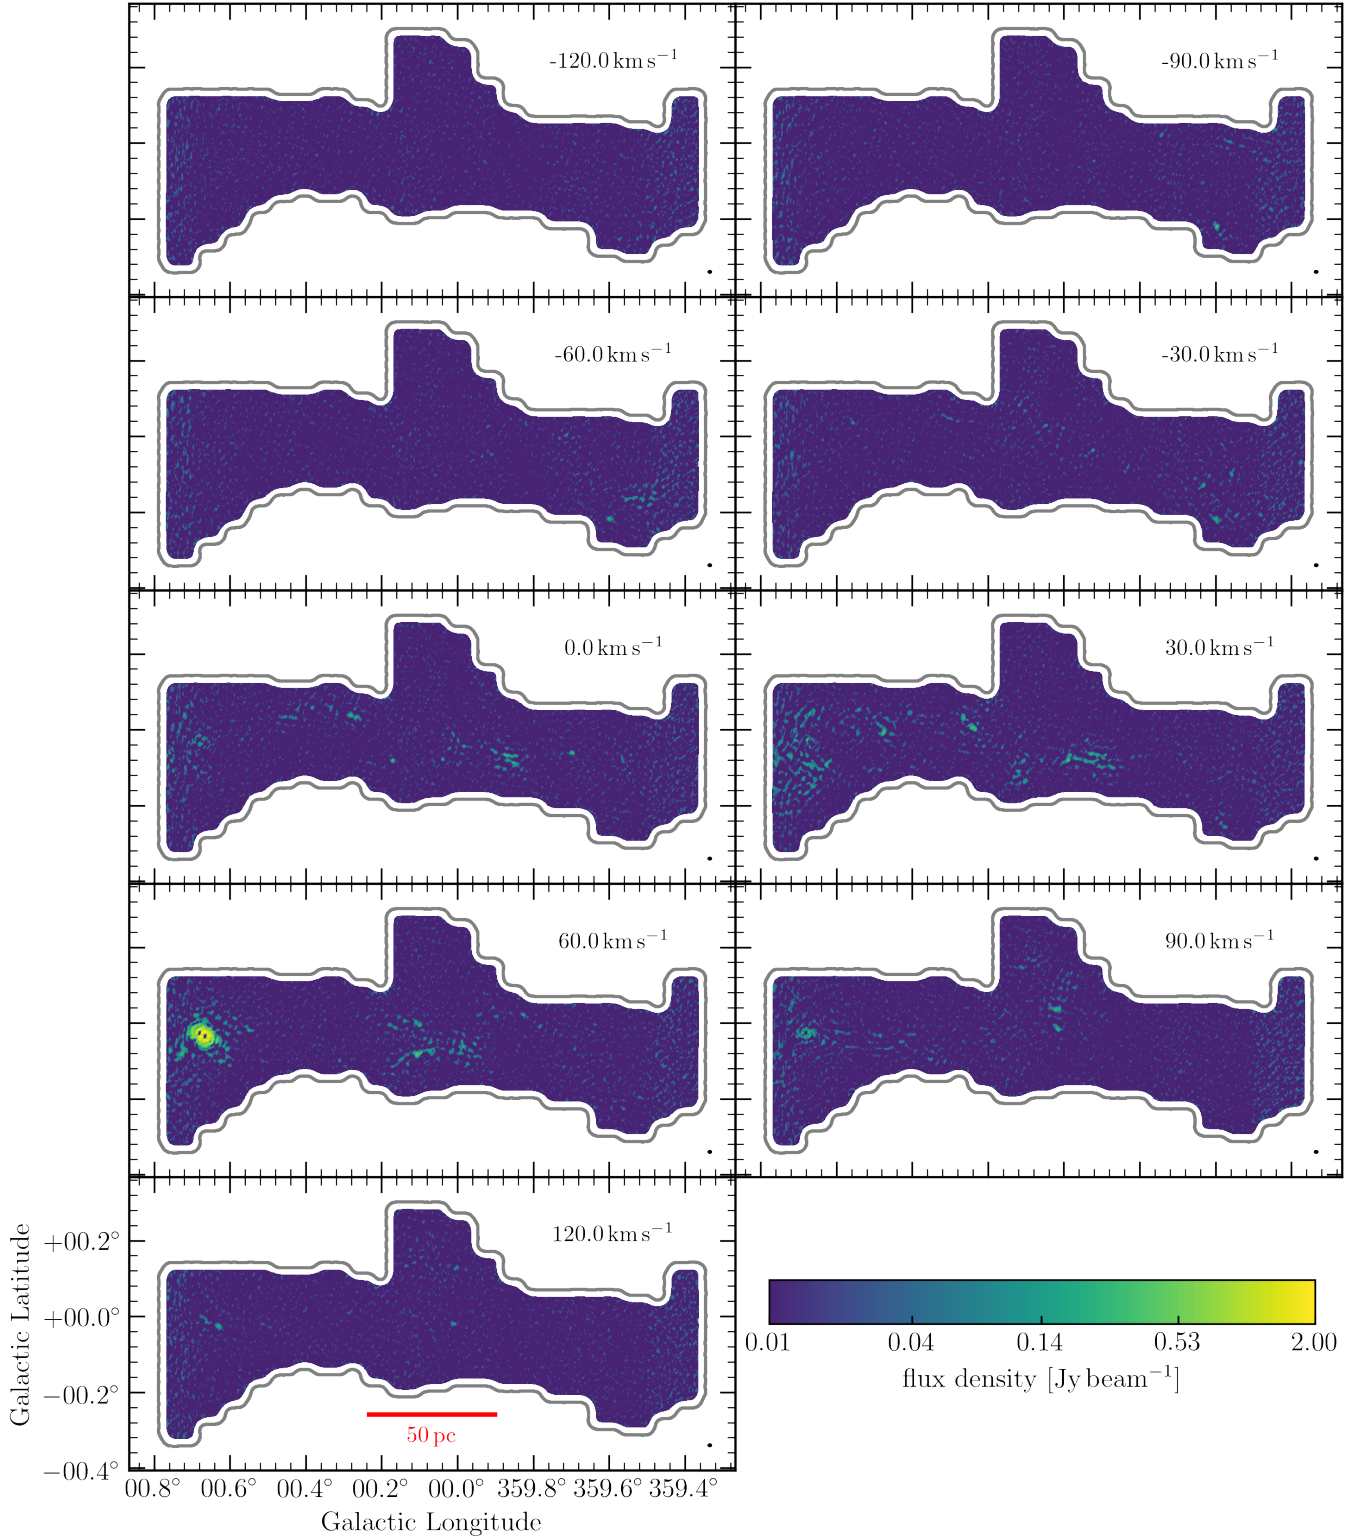 -120.0 km s⁻¹
-90.0 km s⁻¹
-60.0 km s⁻¹
-30.0 km s⁻¹
0.0 km s⁻¹
30.0 km s⁻¹
60.0 km s⁻¹
90.0 km s⁻¹
120.0 km s⁻¹
+00.2°
+00.0°
−00.2°
−00.4°
Galactic Latitude
50 pc
00.8° 00.6° 00.4° 00.2° 00.0° 359.8° 359.6° 359.4°
Galactic Longitude
0.01 0.04 0.14 0.53 2.00
flux density [Jy beam⁻¹]